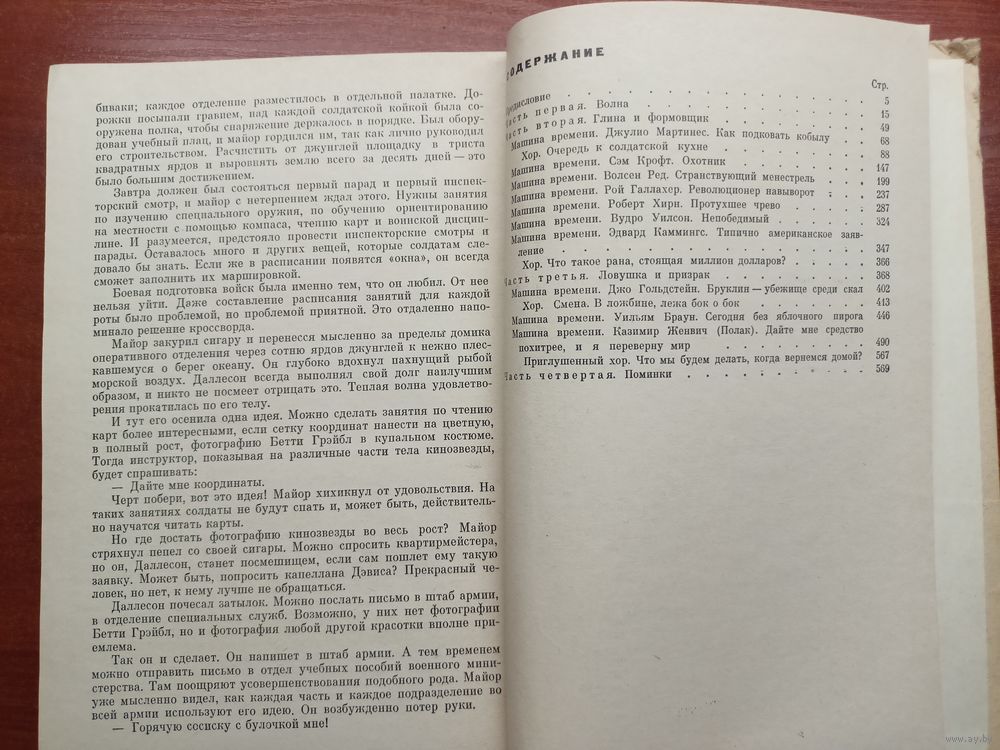 биваки; каждое отделение разместилось в отдельной палатке. До-
рожки посыпали гравием, над каждой солдатской койкой была со-
оружена полка, чтобы снаряжение держалось в порядке. Был обору-
дован учебный плац, и майор гордился им, так как лично руководил
его строительством. Расчистить от джунглей площадку в триста
квадратных ярдов и выровнять землю всего за десять дней — это
было большим достижением.
Завтра должен был состояться первый парад и первый инспек-
торский смотр, и майор с нетерпением ждал этого. Нужны занятия
по изучению специального оружия, по обучению ориентированию
на местности с помощью компаса, чтению карт и воинской дисцип-
лине. И разумеется, предстояло провести инспекторские смотры и
парады. Оставалось много и других вещей, которые солдатам сле-
довало бы знать. Если же в расписании появятся «окна», он всегда
сможет заполнить их маршировкой.
Боевая подготовка войск была именно тем, что он любил. От нее
нельзя уйти. Даже составление расписания занятий для каждой
роты было проблемой, но проблемой приятной. Это отдаленно напо-
минало решение кроссворда.
Майор закурил сигару и перенесся мысленно за пределы домика
оперативного отделения через сотню ярдов джунглей к нежно плес-
кавшемуся о берег океану. Он глубоко вдохнул пахнущий рыбой
морской воздух. Даллесон всегда выполнял свой долг наилучшим
образом, и никто не посмеет отрицать это. Теплая волна удовлетво-
рения прокатилась по его телу.
И тут его осенила одна идея. Можно сделать занятия по чтению
карт более интересными, если сетку координат нанести на цветную,
в полный рост, фотографию Бетти Грэйбл в купальном костюме.
Тогда инструктор, показывая на различные части тела кинозвезды,
будет спрашивать:
— Дайте мне координаты.
Черт побери, вот это идея! Майор хихикнул от удовольствия. На
таких занятиях солдаты не будут спать и, может быть, действитель-
но научатся читать карты.
Но где достать фотографию кинозвезды во весь рост? Майор
стряхнул пепел со своей сигары. Можно спросить квартирмейстера,
но он, Даллесон, станет посмешищем, если сам пошлет ему такую
заявку. Может быть, попросить капеллана Дэвиса? Прекрасный че-
ловек, но нет, к нему лучше не обращаться.
Даллесон почесал затылок. Можно послать письмо в штаб армии,
в отделение специальных служб. Возможно, у них нет фотографии
Бетти Грэйбл, но и фотография любой другой красотки вполне при-
емлема.
Так он и сделает. Он напишет в штаб армии. А тем временем
можно отправить письмо в отдел учебных пособий военного мини-
стерства. Там поощряют усовершенствования подобного рода. Майор
уже мысленно видел, как каждая часть и каждое подразделение во
всей армии используют его идею. Он возбужденно потер руки.
— Горячую сосиску с булочкой мне!
СОДЕРЖАНИЕ
Стр.
Предисловие . . . 5
Часть первая. Волна . . . 15
Часть вторая. Глина и формовщик . . . 49
Машина времени. Джулио Мартинес. Как подковать кобылу . . . 68
Хор. Очередь к солдатской кухне . . . 88
Машина времени. Сэм Крофт. Охотник . . . 147
Машина времени. Волсен Ред. Странствующий менестрель . . . 199
Машина времени. Рой Галлахер. Революционер навыворот . . . 237
Машина времени. Роберт Хирн. Протухшее чрево . . . 287
Машина времени. Вудро Уилсон. Непобедимый . . . 324
Машина времени. Эдвард Каммингс. Типично американское заяв-
ление . . . 347
Хор. Что такое рана, стоящая миллион долларов? . . . 366
Часть третья. Ловушка и призрак . . . 368
Машина времени. Джо Гольдстейн. Бруклин — убежище среди скал 402
Хор. Смена. В ложбине, лежа бок о бок . . . 413
Машина времени. Уильям Браун. Сегодня без яблочного пирога 446
Машина времени. Казимир Женвич (Полак). Дайте мне средство
похитрее, и я переверну мир . . . 490
Приглушенный хор. Что мы будем делать, когда вернемся домой? 567
Часть четвертая. Поминки . . . 569
www.ay.by